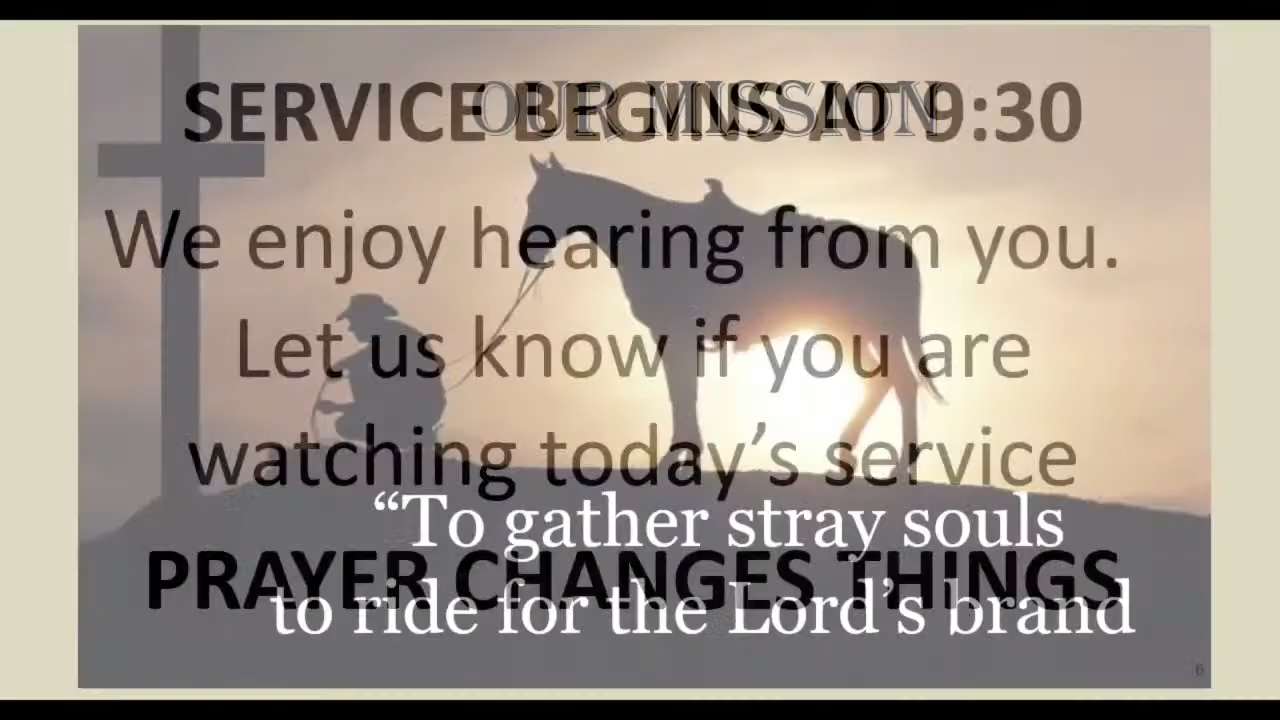 SERVICE BEGINS AT 9:30
OUR MISSION
We enjoy hearing from you.
Let us know if you are
watching today’s service
“To gather stray souls
PRAYER CHANGES THINGS
to ride for the Lord’s brand
6